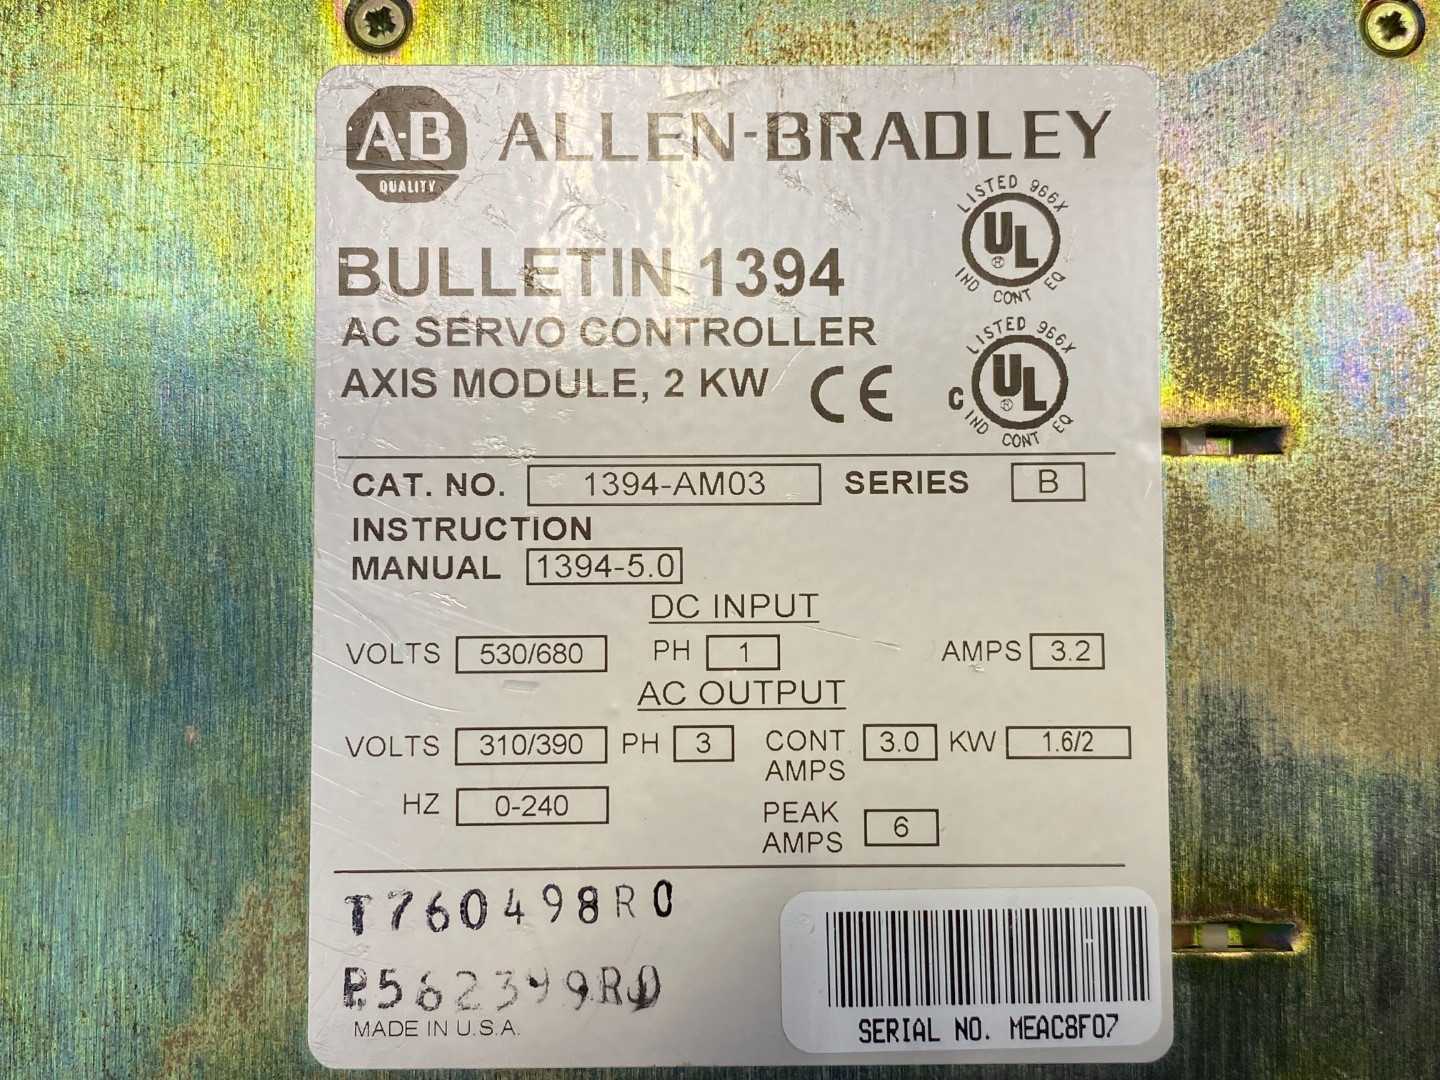 A-B ALLEN-BRADLEY
QUALITY
LISTED 966X
UL ®
IND CONT EQ
BULLETIN 1394
AC SERVO CONTROLLER
AXIS MODULE, 2 KW CE
LISTED 966X
C UL ®
IND CONT EQ
CAT. NO. 1394-AM03 SERIES B
INSTRUCTION
MANUAL 1394-5.0
DC INPUT
VOLTS 530/680 PH 1 AMPS 3.2
AC OUTPUT
VOLTS 310/390 PH 3 CONT AMPS 3.0 KW 1.6/2
HZ 0-240 PEAK AMPS 6
T760498R0
MADE IN U.S.A.
SERIAL NO. MEAC8F07